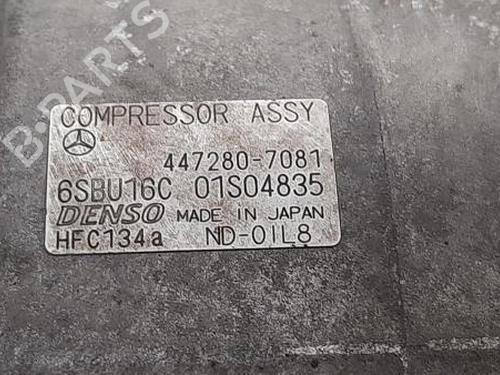 B-PARTS
COMPRESSOR ASSY
447280-7081
6SBU16C 01S04835
DENSO MADE IN JAPAN
HFC134a ND-OIL8